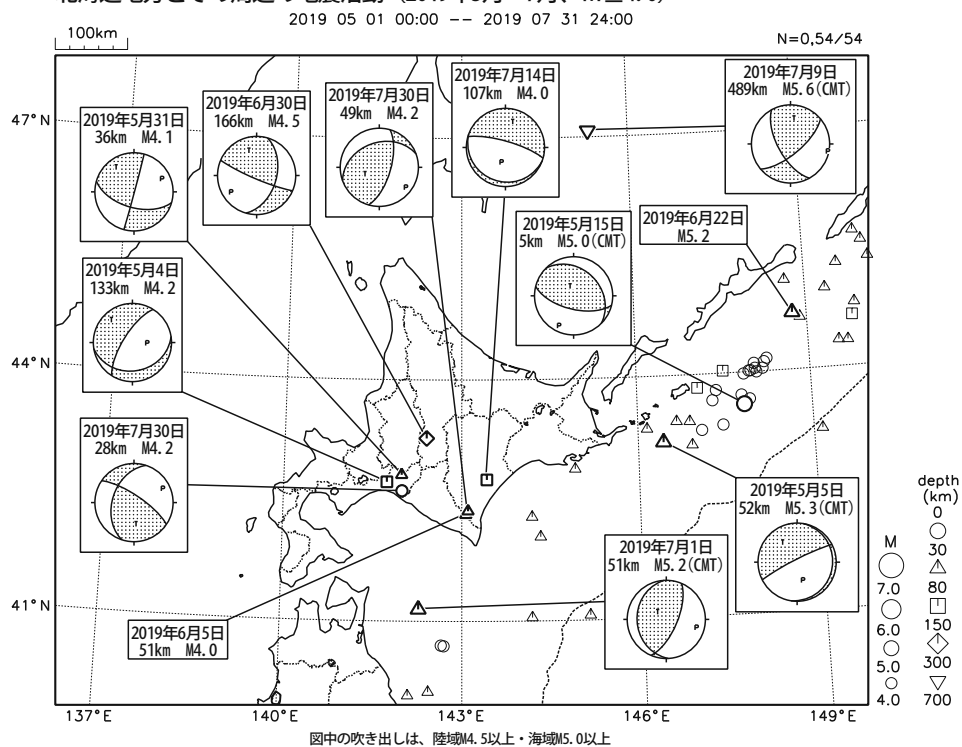 2019 05 01 00:00 -- 2019 07 31 24:00
100km
N=0,54/54
47°N
44°N
41°N
137°E
140°E
143°E
146°E
149°E
2019年5月31日
36km M4.1
2019年6月30日
166km M4.5
2019年7月30日
49km M4.2
2019年7月14日
107km M4.0
2019年7月9日
489km M5.6(CMT)
2019年5月15日
5km M5.0(CMT)
2019年6月22日
M5.2
2019年5月4日
133km M4.2
2019年7月30日
28km M4.2
2019年5月5日
52km M5.3(CMT)
2019年7月1日
51km M5.2(CMT)
2019年6月5日
51km M4.0
T
P
T
P
T
P
T
P
T
P
T
P
T
P
T
P
T
P
T
P
M
7.0
6.0
5.0
4.0
depth
(km)
0
30
80
150
300
700
図中の吹き出しは、陸域M4.5以上・海域M5.0以上